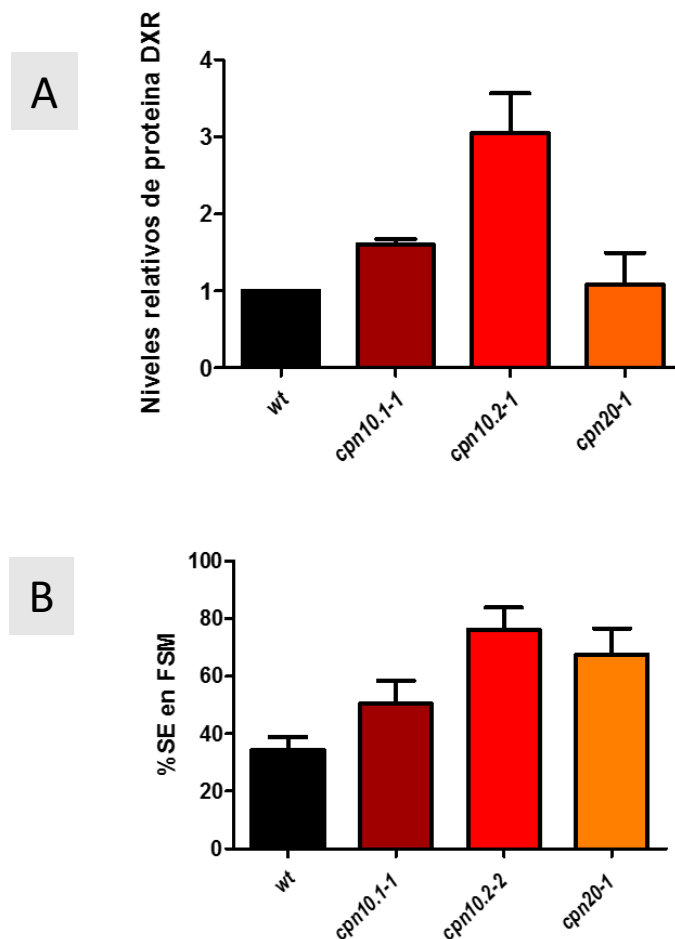 A
Niveles relativos de proteina DXR
4
3
2
1
0
wt
cpn10.1-1
cpn10.2-1
cpn20-1
B
%SE en FSM
100
80
60
40
20
0
wt
cpn10.1-1
cpn10.2-2
cpn20-1